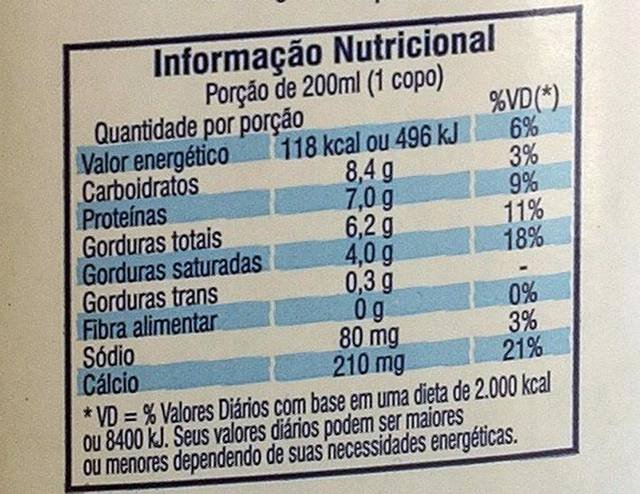 Informação Nutricional
Porção de 200ml (1 copo)
Quantidade por porção %VD(*)
Valor energético 118 kcal ou 496 kJ 6%
Carboidratos 8,4 g 3%
Proteínas 7,0 g 9%
Gorduras totais 6,2 g 11%
Gorduras saturadas 4,0 g 18%
Gorduras trans 0,3 g -
Fibra alimentar 0 g 0%
Sódio 80 mg 3%
Cálcio 210 mg 21%
* VD = % Valores Diários com base em uma dieta de 2.000 kcal
ou 8400 kJ. Seus valores diários podem ser maiores
ou menores dependendo de suas necessidades energéticas.